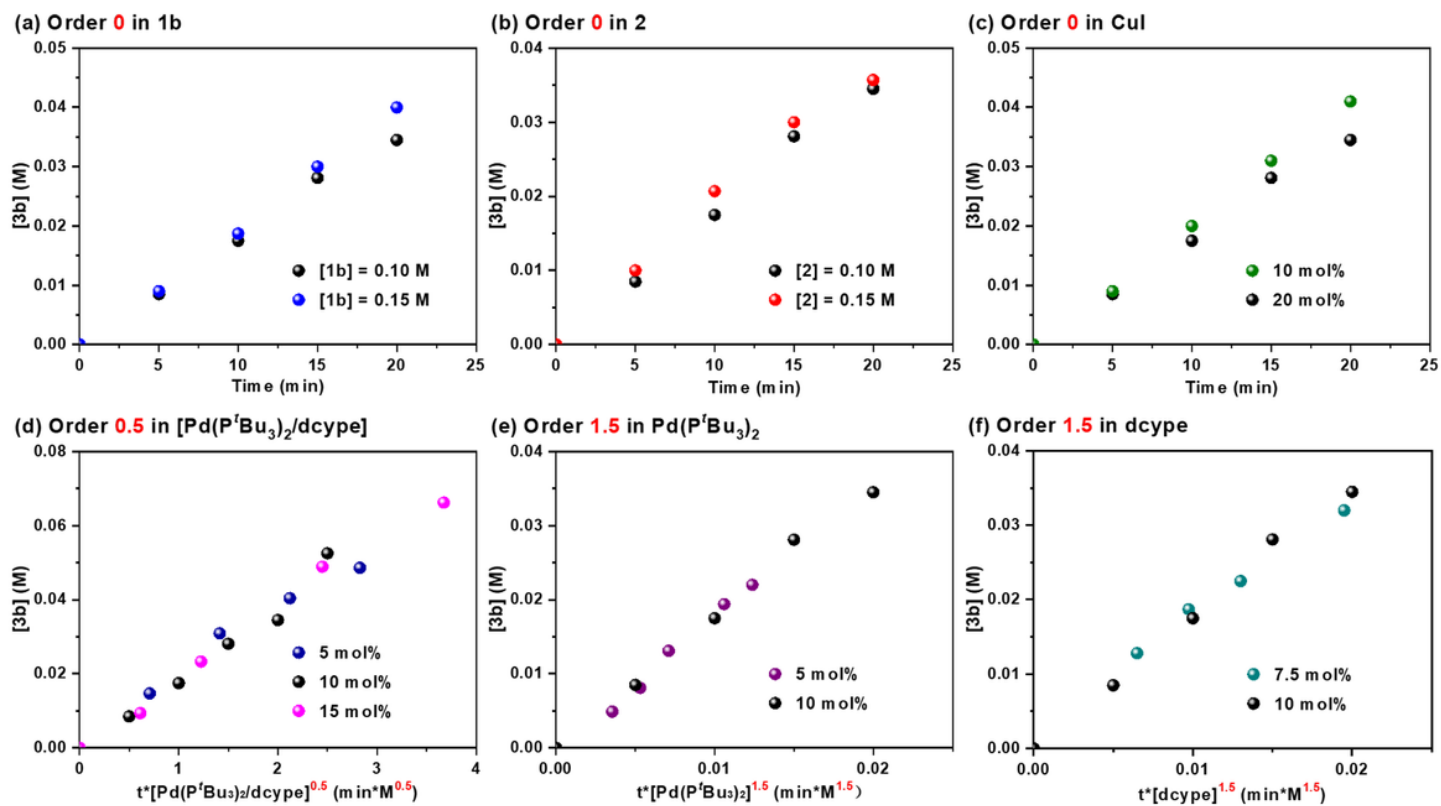 (a) Order 0 in 1b
[3b] (M)
0.05
0.04
0.03
0.02
0.01
0.00
[1b] = 0.10 M
[1b] = 0.15 M
0 5 10 15 20 25
Time (min)
(b) Order 0 in 2
[3b] (M)
0.04
0.03
0.02
0.01
0.00
[2] = 0.10 M
[2] = 0.15 M
0 5 10 15 20 25
Time (min)
(c) Order 0 in CuI
[3b] (M)
0.05
0.04
0.03
0.02
0.01
0.00
10 mol%
20 mol%
0 5 10 15 20 25
Time (min)
(d) Order 0.5 in [Pd(PᵗBu₃)₂/dcype]
[3b] (M)
0.08
0.06
0.04
0.02
0.00
5 mol%
10 mol%
15 mol%
0 1 2 3 4
t*[Pd(PᵗBu₃)₂/dcype]⁰·⁵ (min*M⁰·⁵)
(e) Order 1.5 in Pd(PᵗBu₃)₂
[3b] (M)
0.04
0.03
0.02
0.01
0.00
5 mol%
10 mol%
0.00 0.01 0.02
t*[Pd(PᵗBu₃)₂]¹·⁵ (min*M¹·⁵)
(f) Order 1.5 in dcype
[3b] (M)
0.04
0.03
0.02
0.01
0.00
7.5 mol%
10 mol%
0.00 0.01 0.02
t*[dcype]¹·⁵ (min*M¹·⁵)